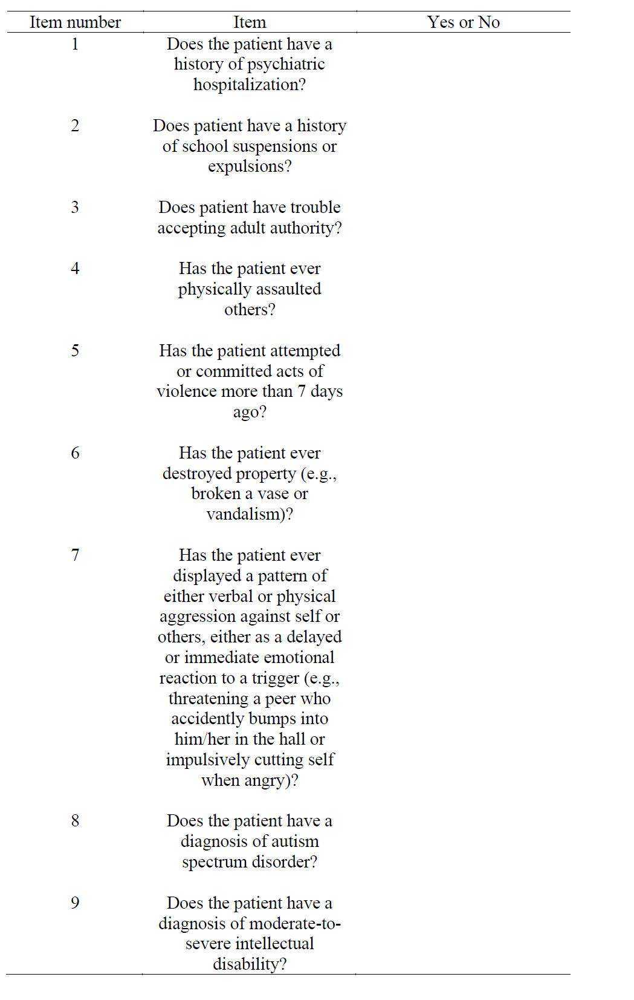 Item number Item Yes or No
1 Does the patient have a
history of psychiatric
hospitalization?
2 Does patient have a history
of school suspensions or
expulsions?
3 Does patient have trouble
accepting adult authority?
4 Has the patient ever
physically assaulted
others?
5 Has the patient attempted
or committed acts of
violence more than 7 days
ago?
6 Has the patient ever
destroyed property (e.g.,
broken a vase or
vandalism)?
7 Has the patient ever
displayed a pattern of
either verbal or physical
aggression against self or
others, either as a delayed
or immediate emotional
reaction to a trigger (e.g.,
threatening a peer who
accidently bumps into
him/her in the hall or
impulsively cutting self
when angry)?
8 Does the patient have a
diagnosis of autism
spectrum disorder?
9 Does the patient have a
diagnosis of moderate-to-
severe intellectual
disability?